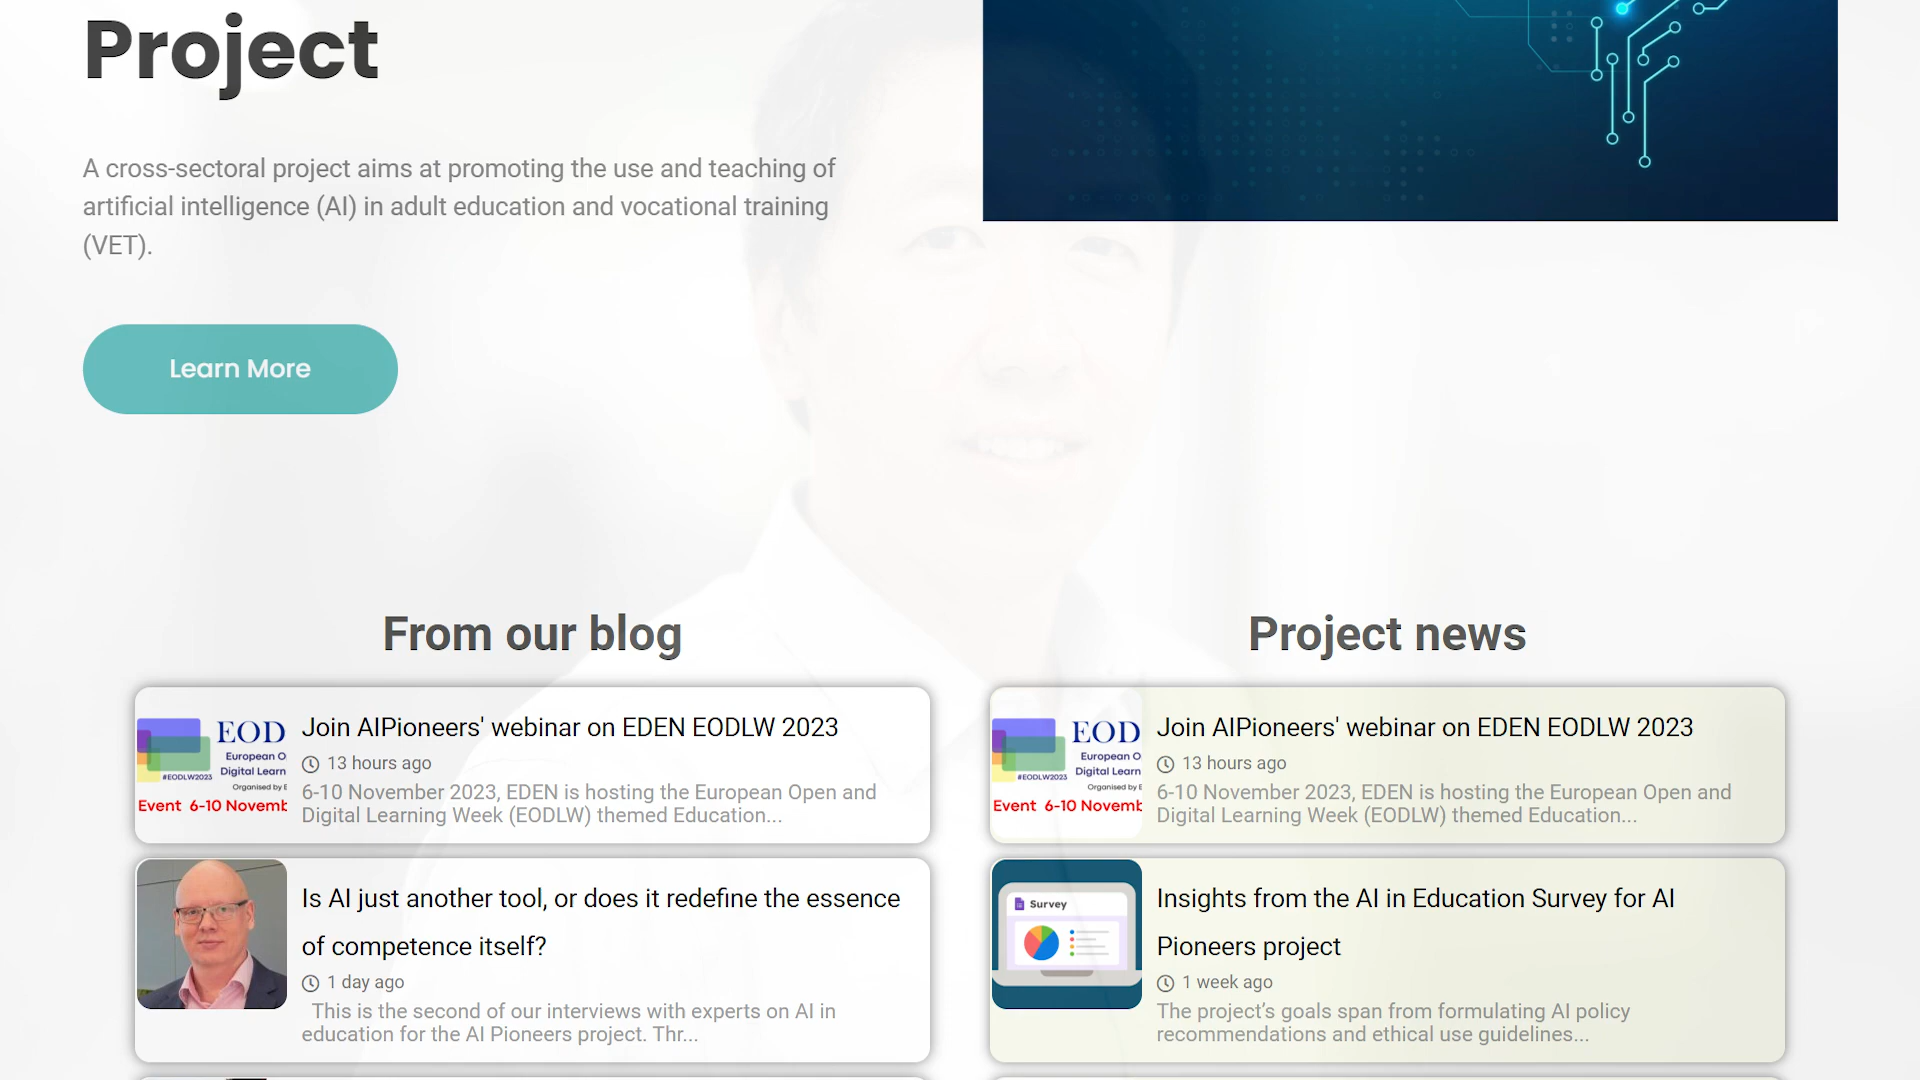 Project
A cross-sectoral project aims at promoting the use and teaching of
artificial intelligence (AI) in adult education and vocational training
(VET).
Learn More
From our blog
EOD
European O
Digital Learn
#EODLW2023
Organised by E
Event 6-10 Novemb
Join AIPioneers' webinar on EDEN EODLW 2023
13 hours ago
6-10 November 2023, EDEN is hosting the European Open and
Digital Learning Week (EODLW) themed Education...
Is AI just another tool, or does it redefine the essence
of competence itself?
1 day ago
This is the second of our interviews with experts on AI in
education for the AI Pioneers project. Thr...
Project news
EOD
European O
Digital Learn
#EODLW2023
Organised by E
Event 6-10 Novemb
Join AIPioneers' webinar on EDEN EODLW 2023
13 hours ago
6-10 November 2023, EDEN is hosting the European Open and
Digital Learning Week (EODLW) themed Education...
Survey
Insights from the AI in Education Survey for AI
Pioneers project
1 week ago
The project’s goals span from formulating AI policy
recommendations and ethical use guidelines...